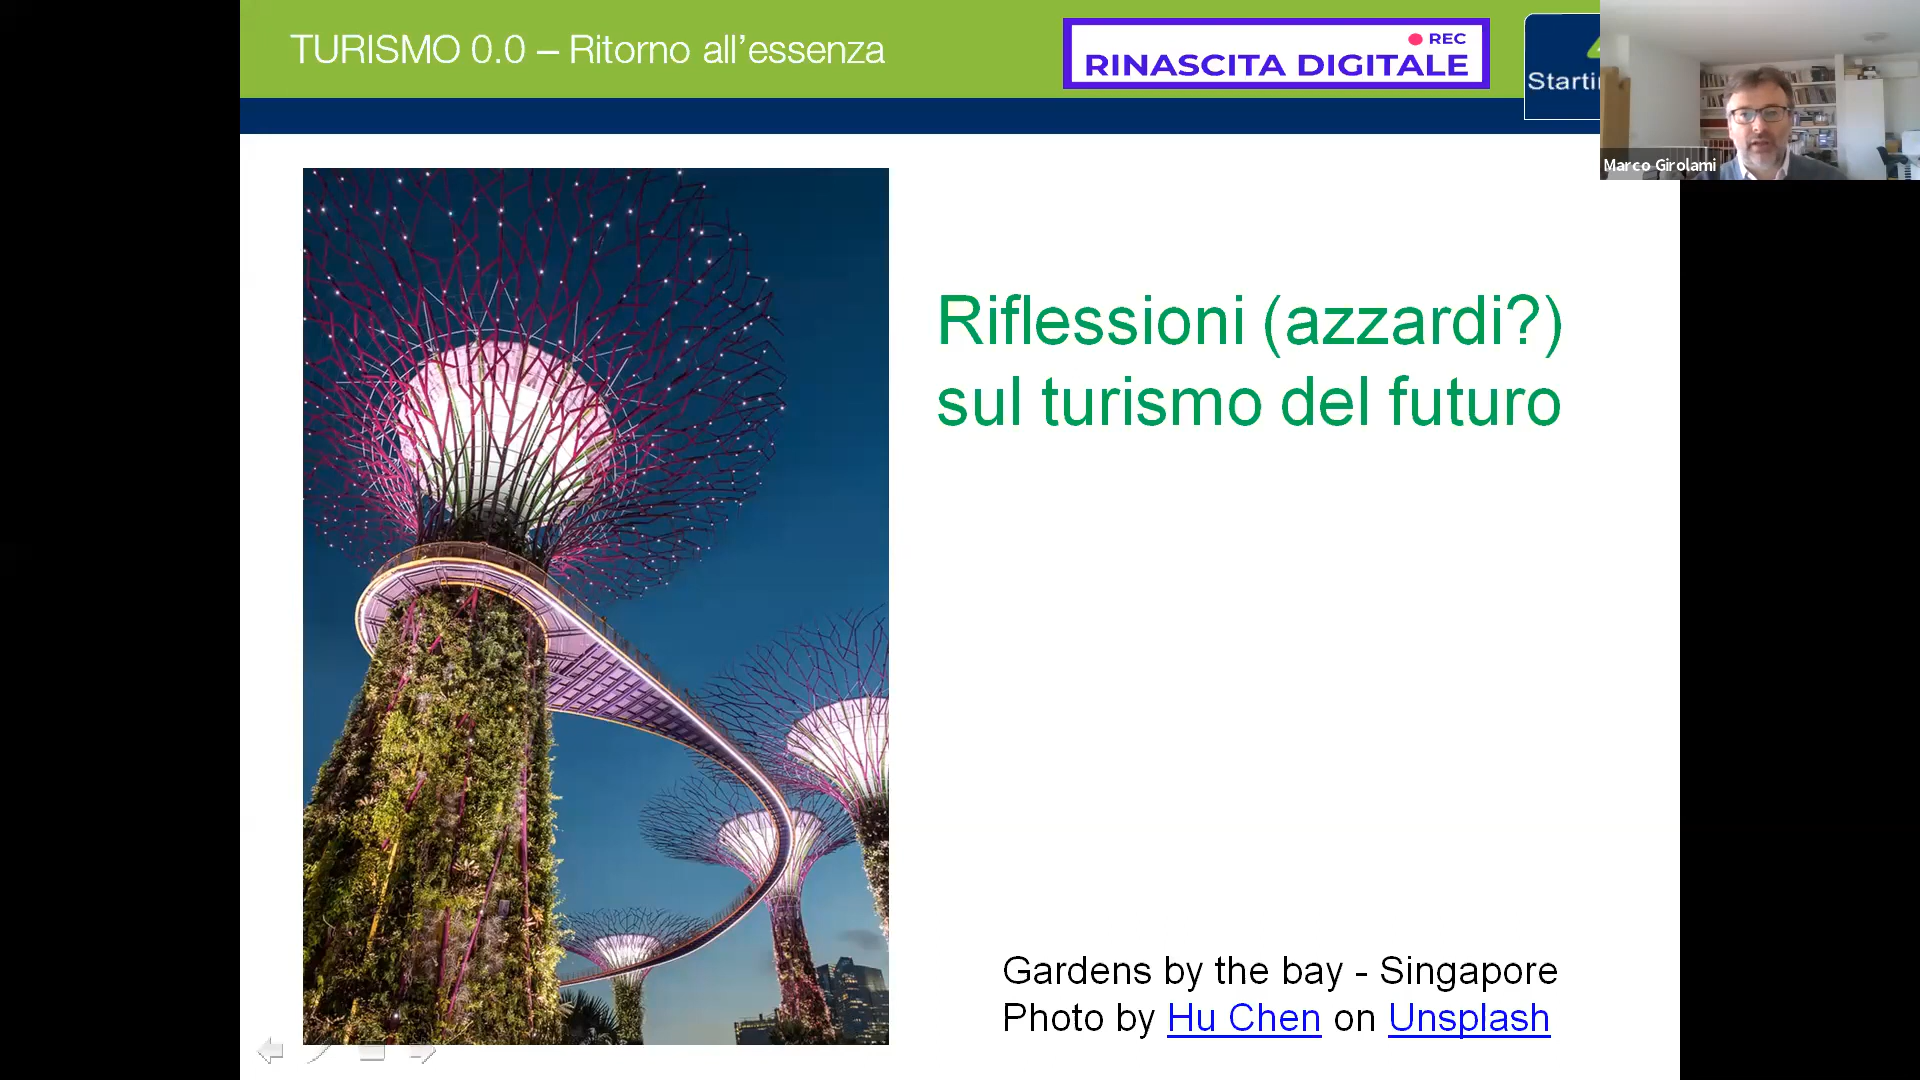 TURISMO 0.0 – Ritorno all’essenza
REC
RINASCITA DIGITALE
Marco Girolami
Riflessioni (azzardi?)
sul turismo del futuro
Gardens by the bay - Singapore
Photo by Hu Chen on Unsplash